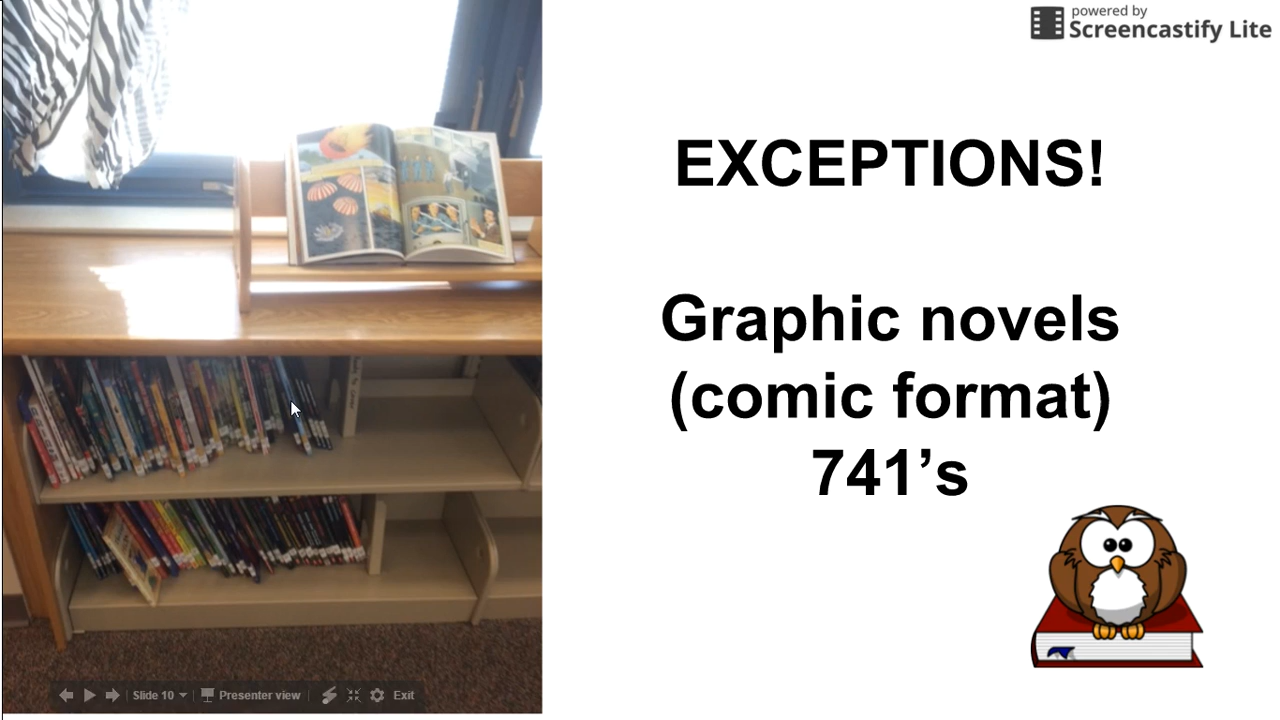 powered by
Screencastify Lite
EXCEPTIONS!
Graphic novels
(comic format)
741’s
Slide 10
Presenter view
Exit